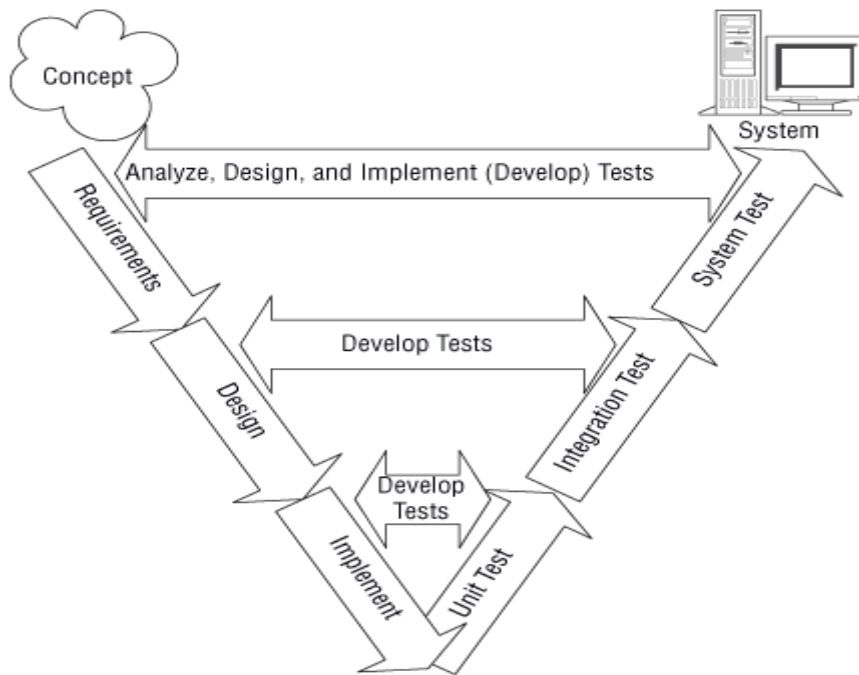 Concept
System
Analyze, Design, and Implement (Develop) Tests
Requirements
System Test
Develop Tests
Design
Integration Test
Develop
Tests
Implement
Unit Test